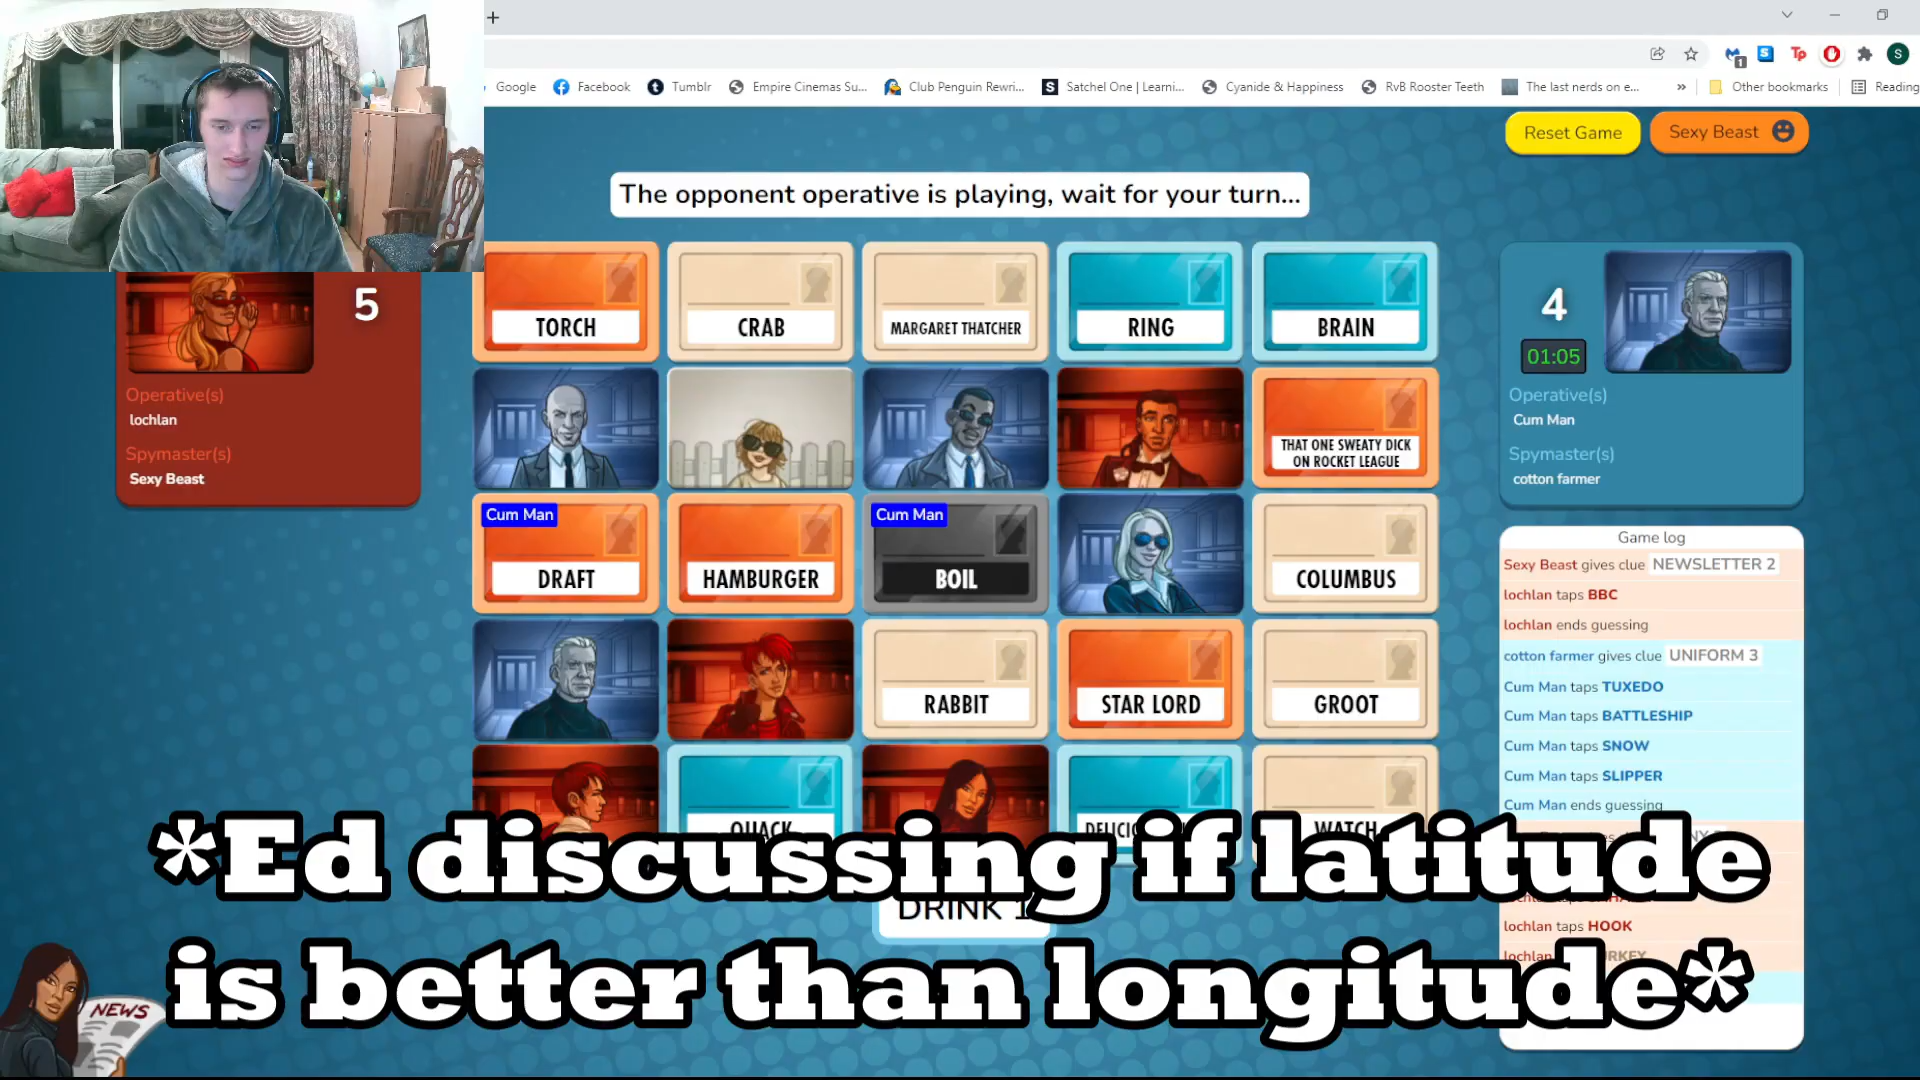 Google
Facebook
Tumblr
Empire Cinemas Su...
Club Penguin Rewri...
Satchel One | Learni...
Cyanide & Happiness
RvB Rooster Teeth
The last nerds on e...
»
Other bookmarks
Reading
Reset Game
Sexy Beast
The opponent operative is playing, wait for your turn...
5
Operative(s)
lochlan
Spymaster(s)
Sexy Beast
TORCH
CRAB
MARGARET THATCHER
RING
BRAIN
THAT ONE SWEATY DICK
ON ROCKET LEAGUE
Cum Man
DRAFT
HAMBURGER
Cum Man
BOIL
COLUMBUS
RABBIT
STAR LORD
GROOT
QUACK
WATCH
DRINK 1
4
01:05
Operative(s)
Cum Man
Spymaster(s)
cotton farmer
Game log
Sexy Beast gives clue NEWSLETTER 2
lochlan taps BBC
lochlan ends guessing
cotton farmer gives clue UNIFORM 3
Cum Man taps TUXEDO
Cum Man taps BATTLESHIP
Cum Man taps SNOW
Cum Man taps SLIPPER
Cum Man ends guessing
lochlan taps HOOK
lochlan
NEWS
*Ed discussing if latitude
is better than longitude*